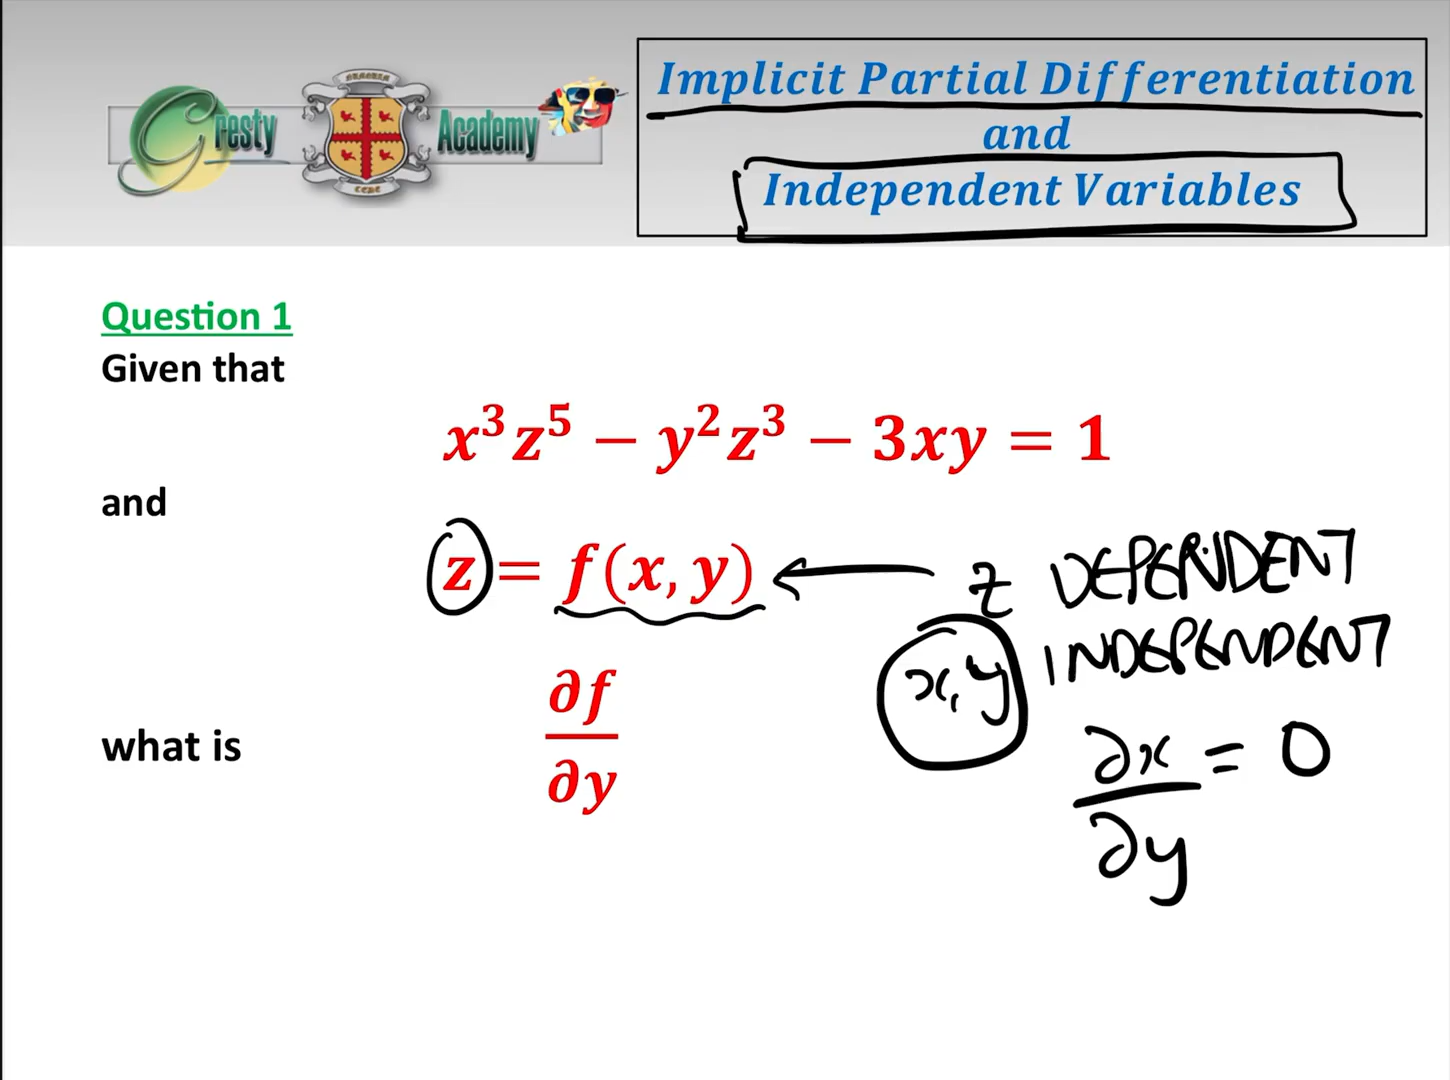 Gresty Academy
Implicit Partial Differentiation
and
Independent Variables
Question 1
Given that
x³z⁵ − y²z³ − 3xy = 1
and
z = f(x, y)
z DEPENDENT
x, y INDEPENDENT
what is
∂f/∂y
∂x/∂y = 0